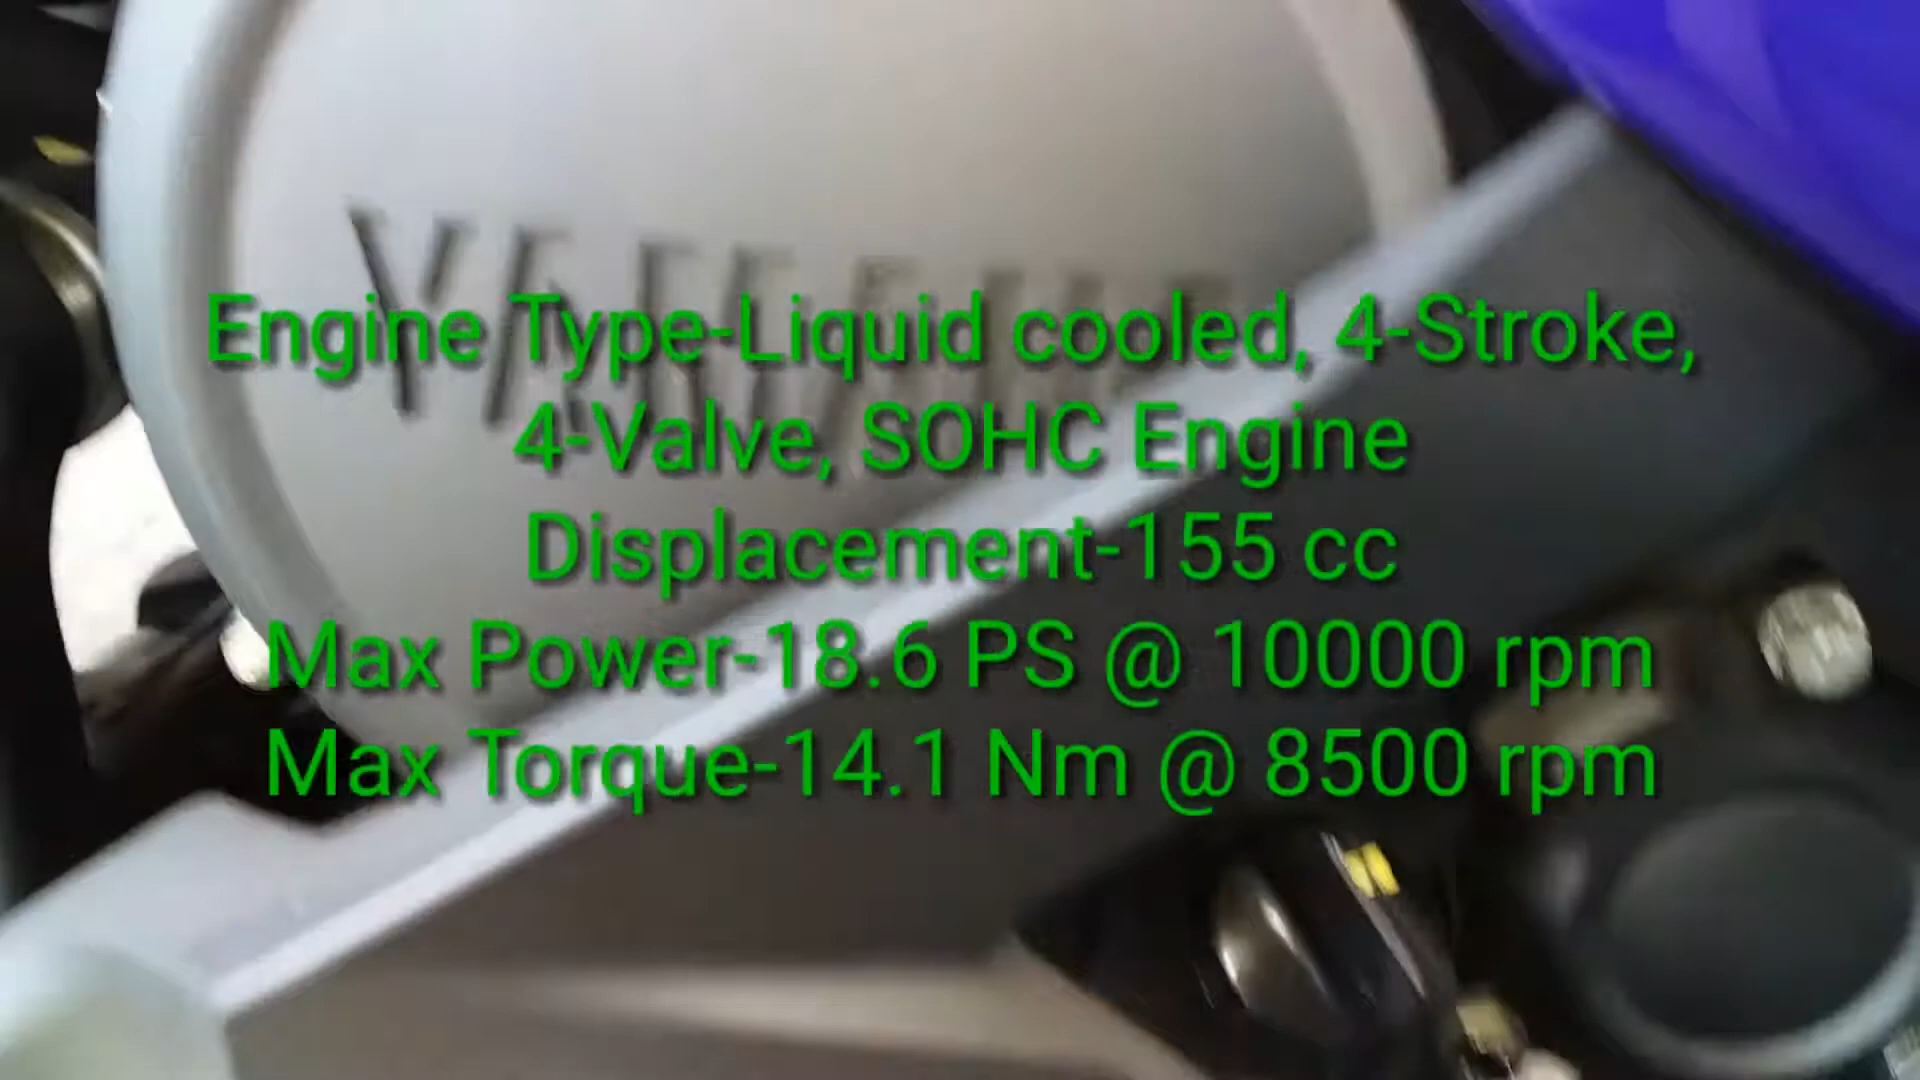 YAMAHA
Engine Type-Liquid cooled, 4-Stroke,
4-Valve, SOHC Engine
Displacement-155 cc
Max Power-18.6 PS @ 10000 rpm
Max Torque-14.1 Nm @ 8500 rpm